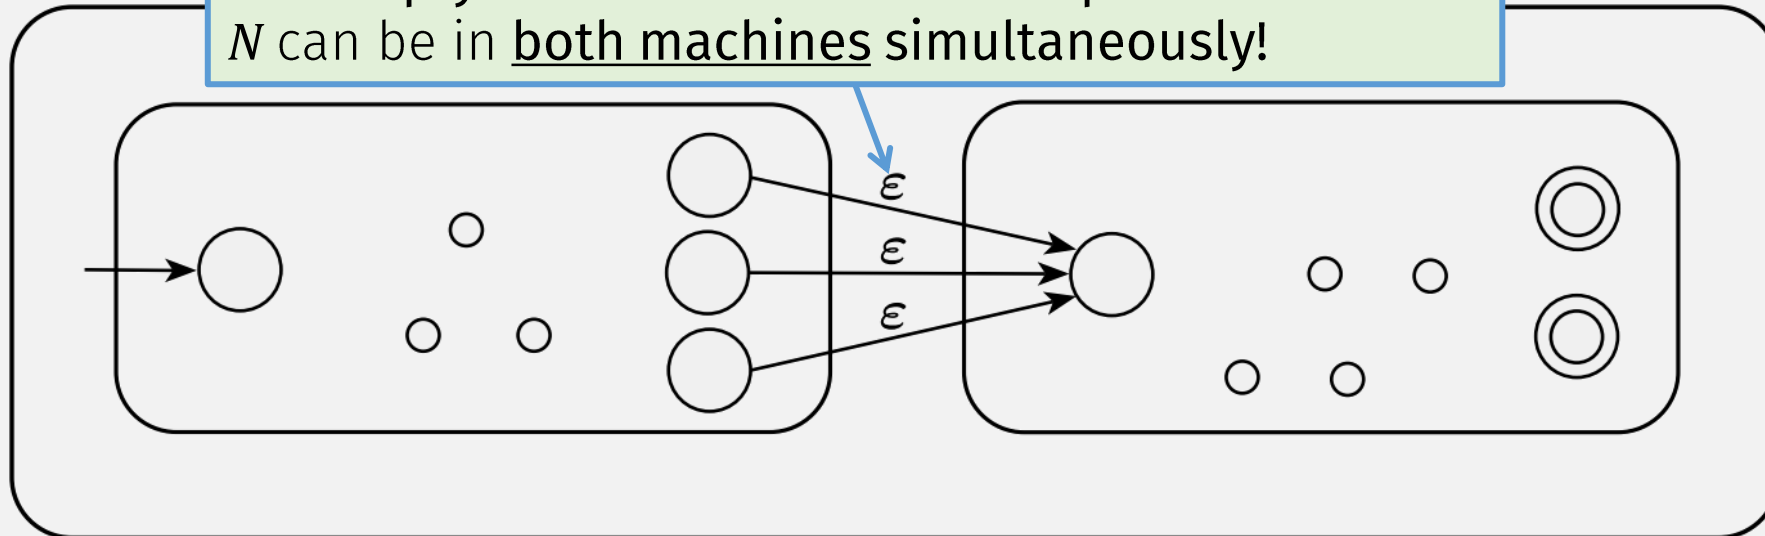 N can be in both machines simultaneously!
ε
ε
ε